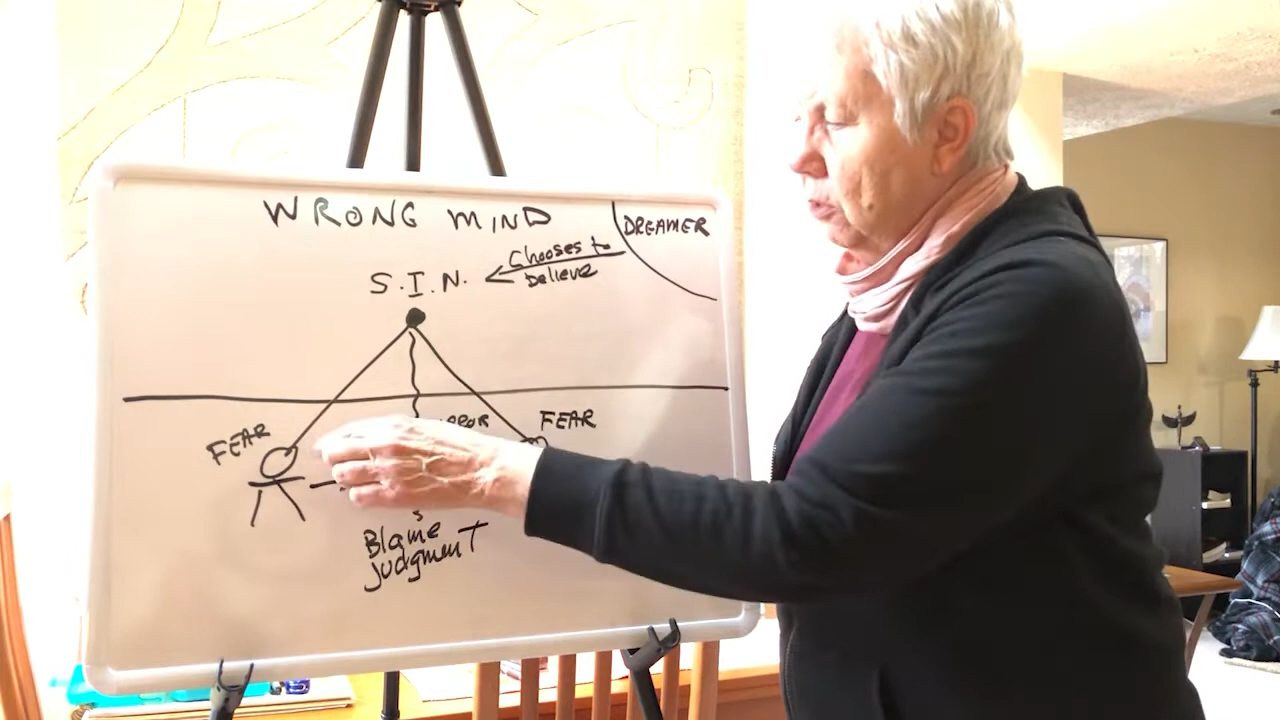 WRONG MIND
DREAMER
Chooses to
believe
S.I.N.
FEAR
FEAR
Blame
judgment